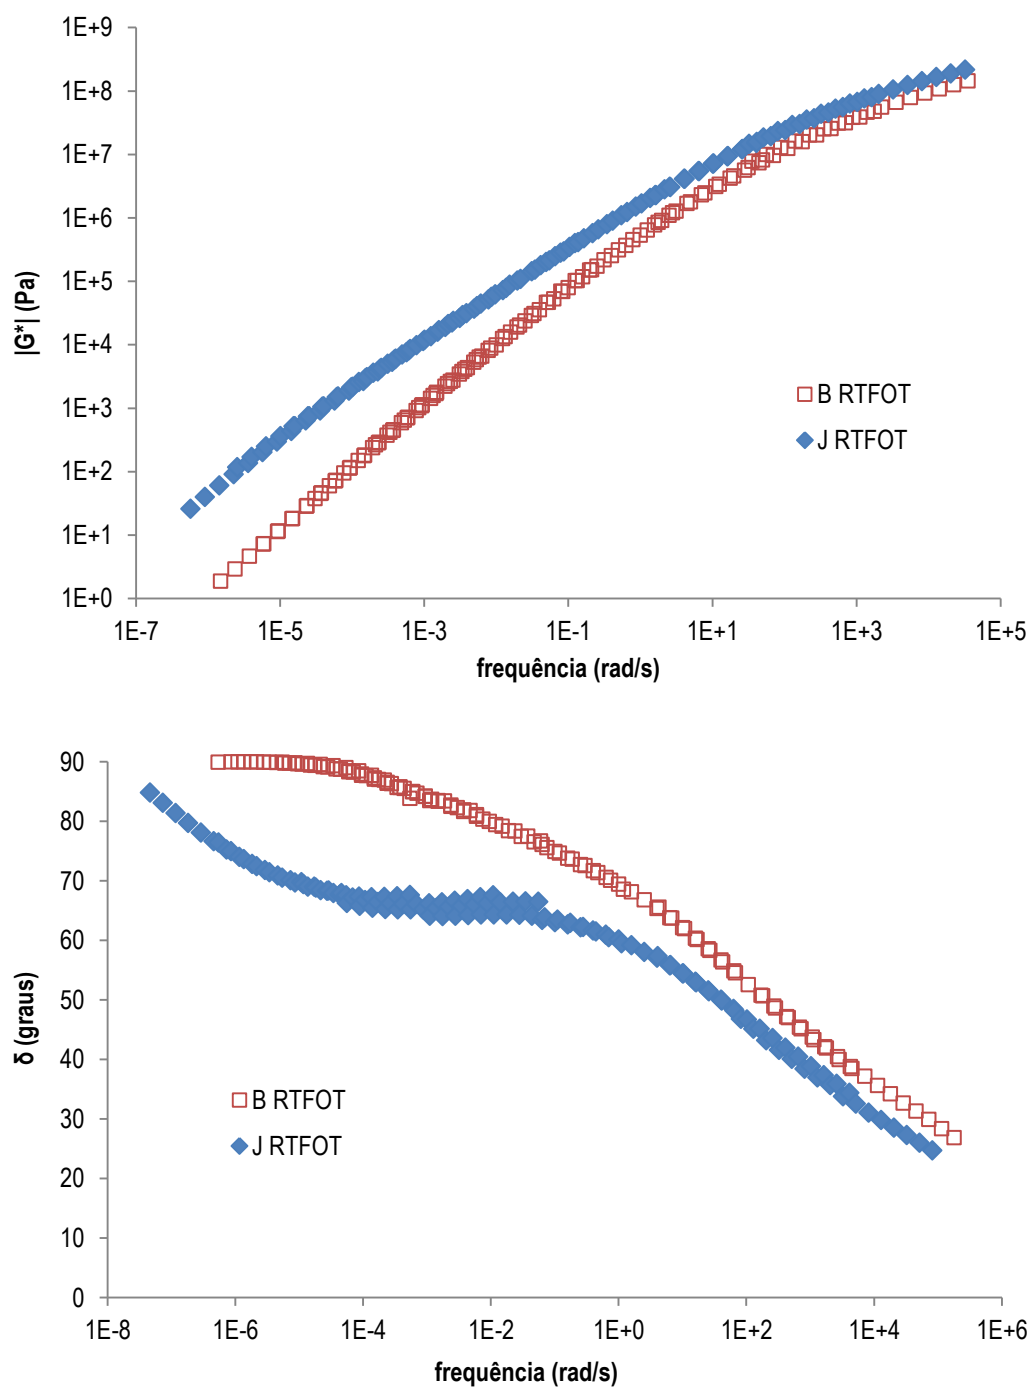 1E+9
1E+8
1E+7
1E+6
1E+5
1E+4
1E+3
1E+2
1E+1
1E+0
|G*| (Pa)
B RTFOT
J RTFOT
1E-7 1E-5 1E-3 1E-1 1E+1 1E+3 1E+5
frequência (rad/s)
90
80
70
60
50
40
30
20
10
0
δ (graus)
B RTFOT
J RTFOT
1E-8 1E-6 1E-4 1E-2 1E+0 1E+2 1E+4 1E+6
frequência (rad/s)